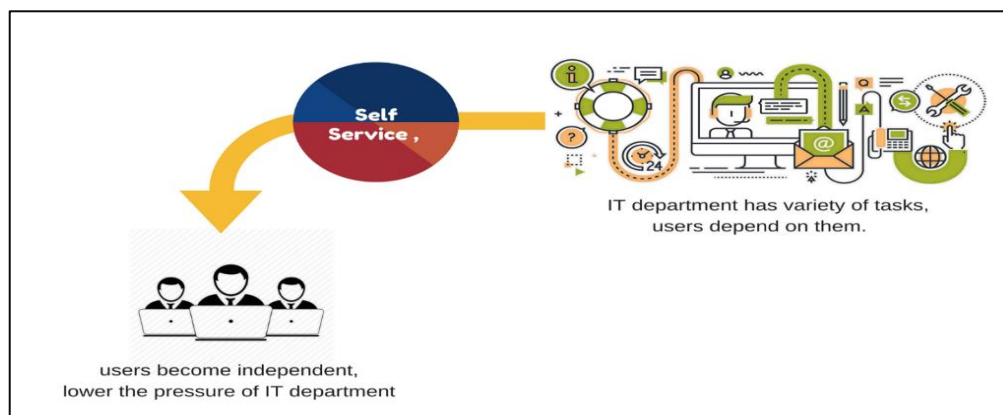 Self
Service ,
i
?
24
@
Q
A
IT department has variety of tasks,
users depend on them.
users become independent,
lower the pressure of IT department